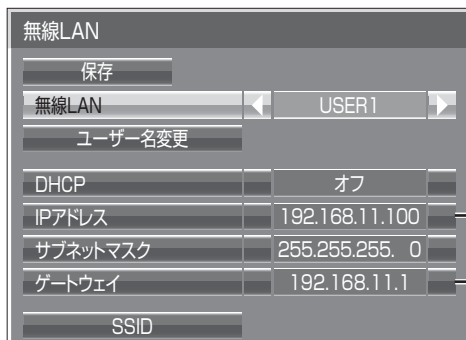 無線LAN
保存
無線LAN USER1
ユーザー名変更
DHCP オフ
IPアドレス 192.168.11.100
サブネットマスク 255.255.255. 0
ゲートウェイ 192.168.11.1
SSID